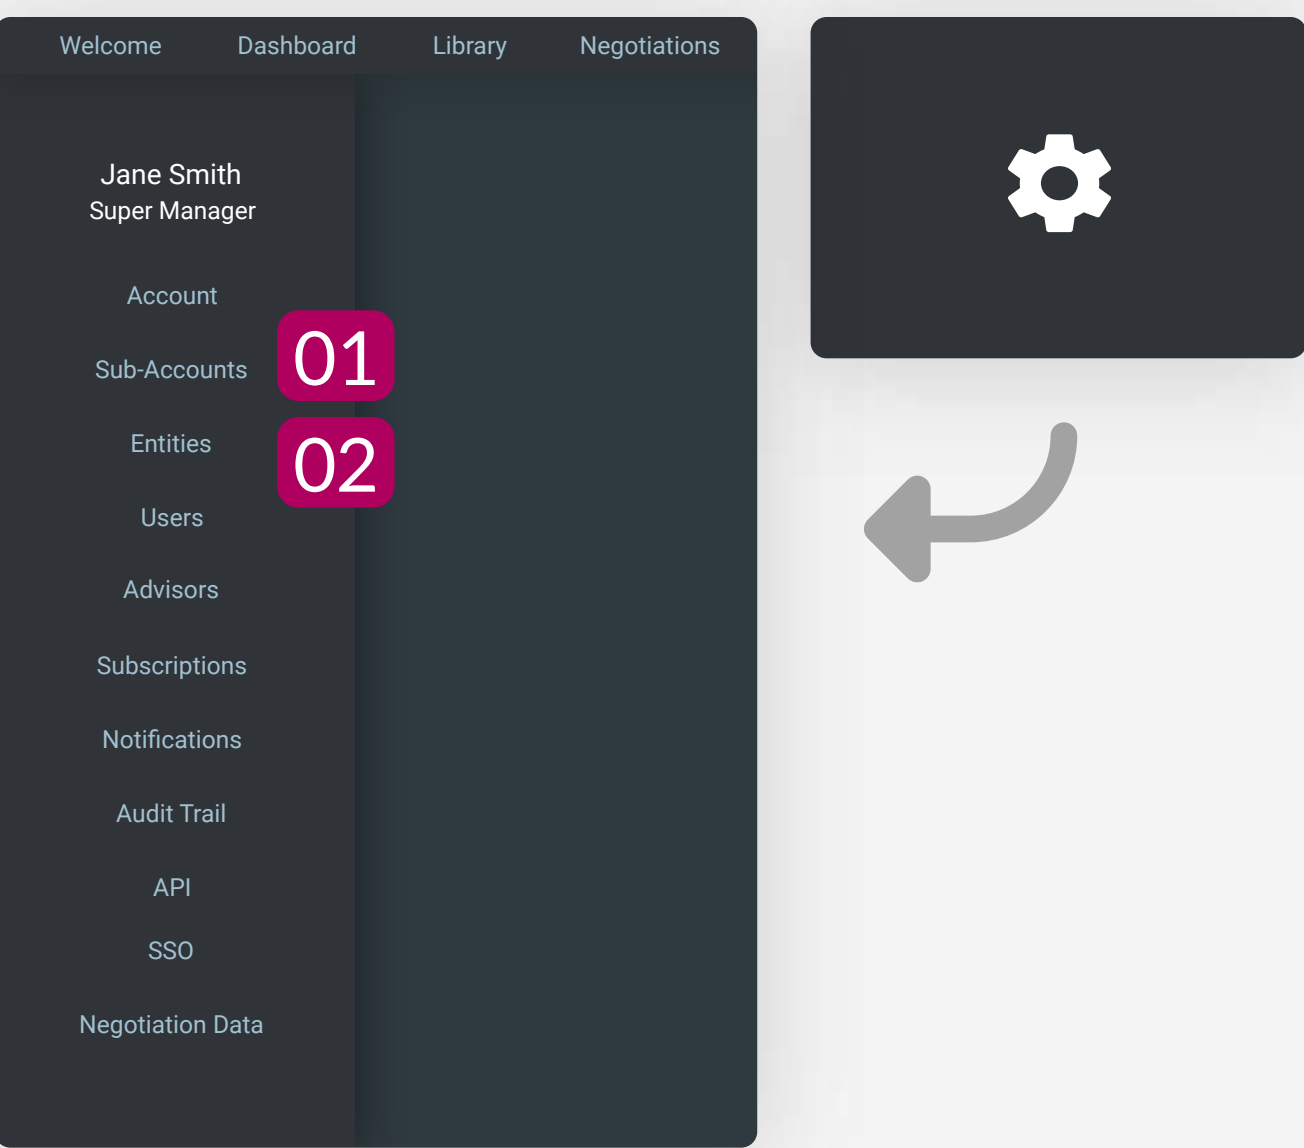 Welcome Dashboard Library Negotiations
Jane Smith
Super Manager
Account
Sub-Accounts 01
Entities 02
Users
Advisors
Subscriptions
Notifications
Audit Trail
API
SSO
Negotiation Data